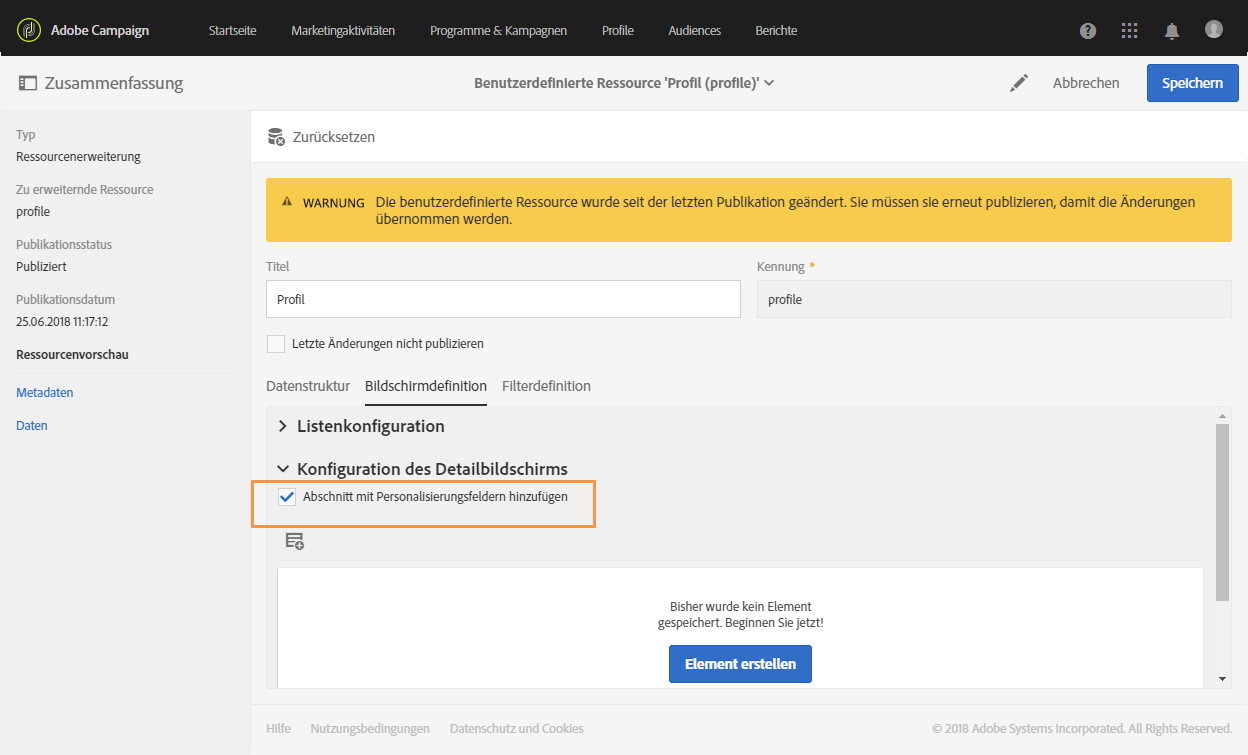 Adobe Campaign Startseite Marketingaktivitäten Programme & Kampagnen Profile Audiences Berichte
Zusammenfassung Benutzerdefinierte Ressource 'Profil (profile)' Abbrechen Speichern
Typ
Ressourcenerweiterung
Zu erweiternde Ressource
profile
Publikationsstatus
Publiziert
Publikationsdatum
25.06.2018 11:17:12
Ressourcenvorschau
Metadaten
Daten
Zurücksetzen
WARNUNG Die benutzerdefinierte Ressource wurde seit der letzten Publikation geändert. Sie müssen sie erneut publizieren, damit die Änderungen
übernommen werden.
Titel Kennung *
Profil profile
Letzte Änderungen nicht publizieren
Datenstruktur Bildschirmdefinition Filterdefinition
Listenkonfiguration
Konfiguration des Detailbildschirms
Abschnitt mit Personalisierungsfeldern hinzufügen
Bisher wurde kein Element
gespeichert. Beginnen Sie jetzt!
Element erstellen
Hilfe Nutzungsbedingungen Datenschutz und Cookies © 2018 Adobe Systems Incorporated. All Rights Reserved.